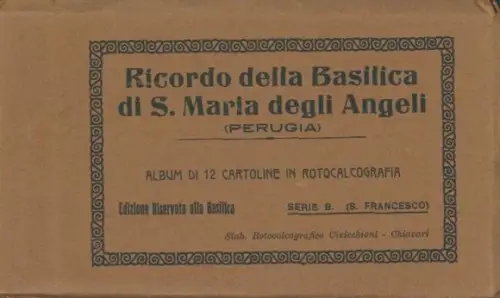 Ricordo della Basilica
di S. Maria degli Angeli
(PERUGIA)
ALBUM DI 12 CARTOLINE IN ROTOCALCOGRAFIA
Edizione Riservata alla Basilica SERIE B. (S. FRANCESCO)
Stab. Rotocalcografico Civicchioni - Chiavari